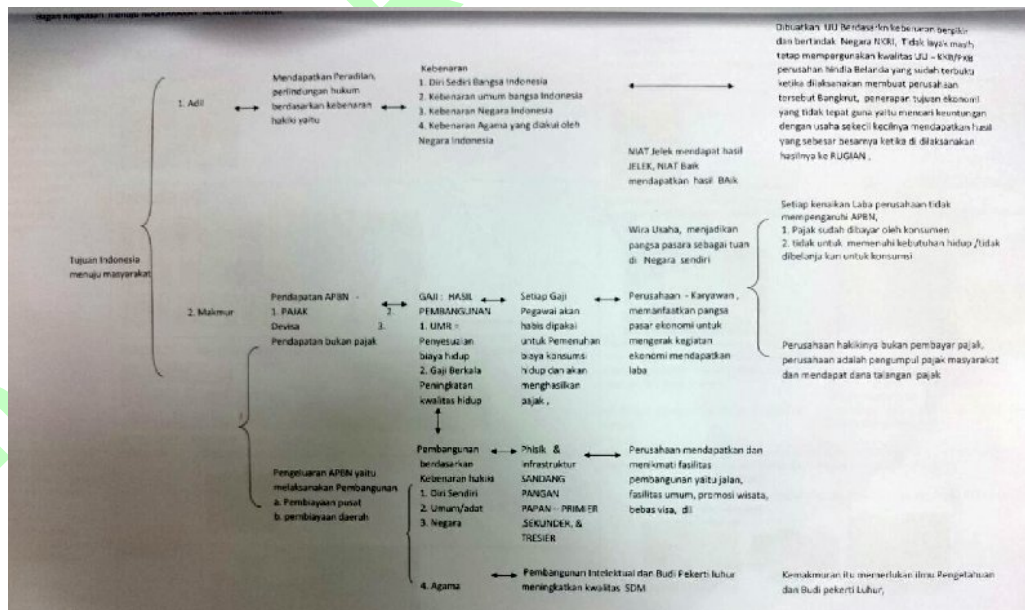 Dibuatkan UU Berdasarkn kebenaran berpikir
dan bertindak Negara NKRI, Tidak layak masih
tetap mempergunakan kwalitas UU – KKB/PKB
perusahan hindia Belanda yang sudah terbuku
ketika dilaksanakan membuat perusahaan
tersebut Bangkrut, penerapan tujuan ekonomi
yang tidak tepat guna yaitu mencari keuntungan
dengan usaha sekecil kecilnya mendapatkan hasil
yang sebesar besarnya ketika di dilaksanakan
hasilnya ke RUGIAN ,
Tujuan Indonesia
menuju masyarakat
1. Adil
Mendapatkan Peradilan,
perlindungan hukum
berdasarkan kebenaran
hakiki yaitu
Kebenaran
1. Diri Sediri Bangsa Indonesia
2. Kebenaran umum bangsa Indonesia
3. Kebenaran Negara Indonesia
4. Kebenaran Agama yang diakui oleh
Negara Indonesia
NIAT Jelek mendapat hasil
JELEK, NIAT Baik
mendapatkan hasil BAik
2. Makmur
Pendapatan APBN -
1. PAJAK 2.
Devisa 3.
Pendapatan bukan pajak
GAJI : HASIL
PEMBANGUNAN
1. UMR =
Penyesuaian
biaya hidup
2. Gaji Berkala
Peningkatan
kwalitas hidup
Setiap Gaji
Pegawai akan
habis dipakai
untuk Pemenuhan
biaya konsumsi
hidup dan akan
menghasilkan
pajak ,
Wira Usaha, menjadikan
pangsa pasara sebagai tuan
di Negara sendiri
Perusahaan – Karyawan ,
memanfaatkan pangsa
pasar ekonomi untuk
mengerak kegiatan
ekonomi mendapatkan
laba
Setiap kenaikan Laba perusahaan tidak
mempengaruhi APBN,
1. Pajak sudah dibayar oleh konsumen
2. tidak untuk memenuhi kebutuhan hidup /tidak
dibelanja kan untuk konsumsi
Perusahaan hakikinya bukan pembayar pajak,
perusahaan adalah pengumpul pajak masyarakat
dan mendapat dana talangan pajak
Pengeluaran APBN yaitu
melaksanakan Pembangunan
a. Pembiayaan pusat
b. pembiayaan daerah
Pembangunan
berdasarkan
Kebenaran hakiki
1. Diri Sendiri
2. Umum/adat
3. Negara
Phisik &
infrastruktur
SANDANG
PANGAN
PAPAN – PRIMIER
,SEKUNDER, &
TRESIER
Perusahaan mendapatkan dan
menikmati fasilitas
pembangunan yaitu jalan,
fasilitas umum, promosi wisata,
bebas visa, dll
4. Agama
Pembangunan Intelektual dan Budi Pekerti luhur
meningkatkan kwalitas SDM
Kemakmuran itu memerlukan ilmu Pengetahuan
dan Budi pekerti Luhur,